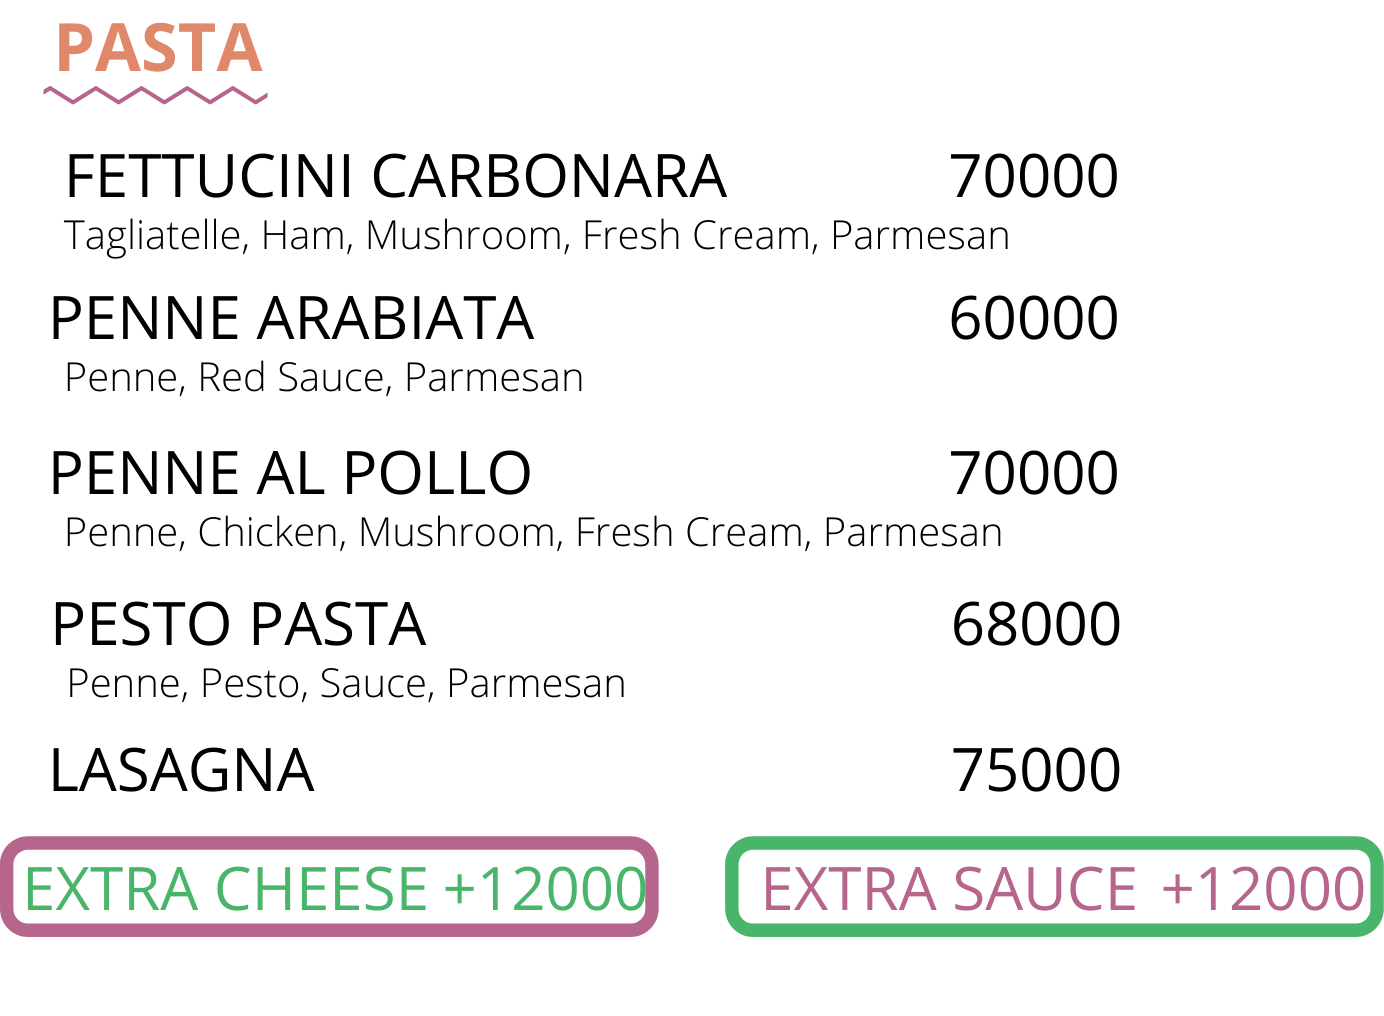 PASTA
FETTUCINI CARBONARA 70000
Tagliatelle, Ham, Mushroom, Fresh Cream, Parmesan
PENNE ARABIATA 60000
Penne, Red Sauce, Parmesan
PENNE AL POLLO 70000
Penne, Chicken, Mushroom, Fresh Cream, Parmesan
PESTO PASTA 68000
Penne, Pesto, Sauce, Parmesan
LASAGNA 75000
EXTRA CHEESE +12000 EXTRA SAUCE +12000